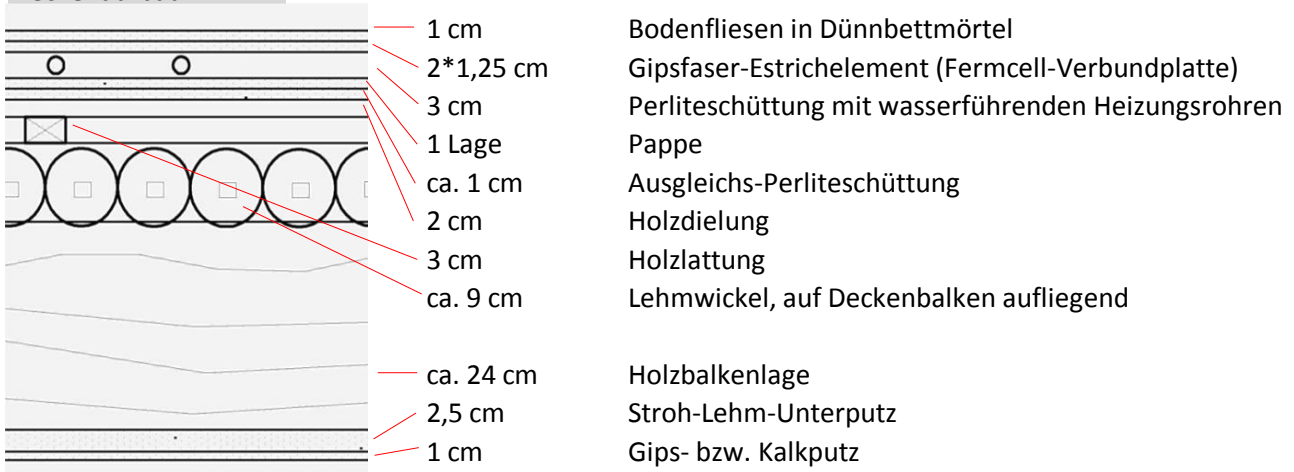 1 cm Bodenfliesen in Dünnbettmörtel
2*1,25 cm Gipsfaser-Estrichelement (Fermcell-Verbundplatte)
3 cm Perliteschüttung mit wasserführenden Heizungsrohren
1 Lage Pappe
ca. 1 cm Ausgleichs-Perliteschüttung
2 cm Holzdielung
3 cm Holzlattung
ca. 9 cm Lehmwickel, auf Deckenbalken aufliegend
ca. 24 cm Holzbalkenlage
2,5 cm Stroh-Lehm-Unterputz
1 cm Gips- bzw. Kalkputz